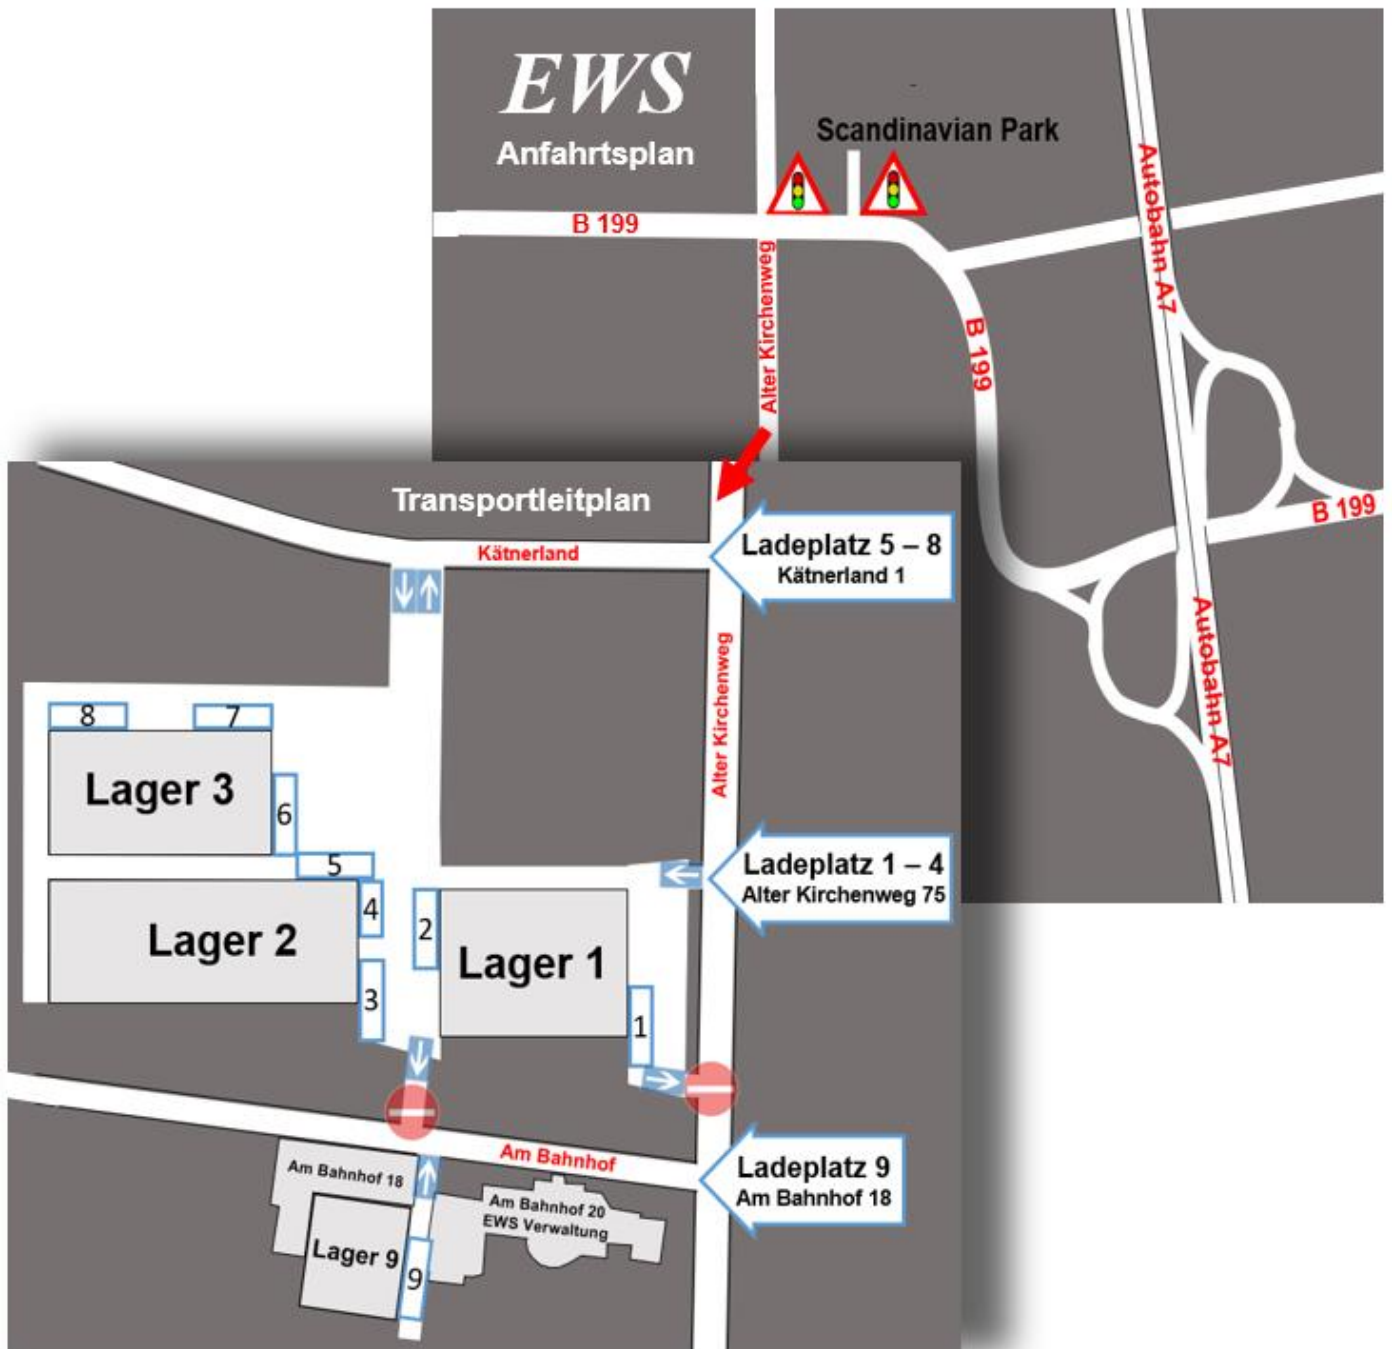 EWS
Anfahrtsplan
Scandinavian Park
B 199
Alter Kirchenweg
B 199
Autobahn A7
B 199
Autobahn A7
Transportleitplan
Kätnerland
Ladeplatz 5 – 8
Kätnerland 1
Alter Kirchenweg
8
7
Lager 3
6
5
Ladeplatz 1 – 4
Alter Kirchenweg 75
4
2
Lager 2
Lager 1
3
1
Am Bahnhof
Ladeplatz 9
Am Bahnhof 18
Am Bahnhof 18
Am Bahnhof 20
EWS Verwaltung
Lager 9
9